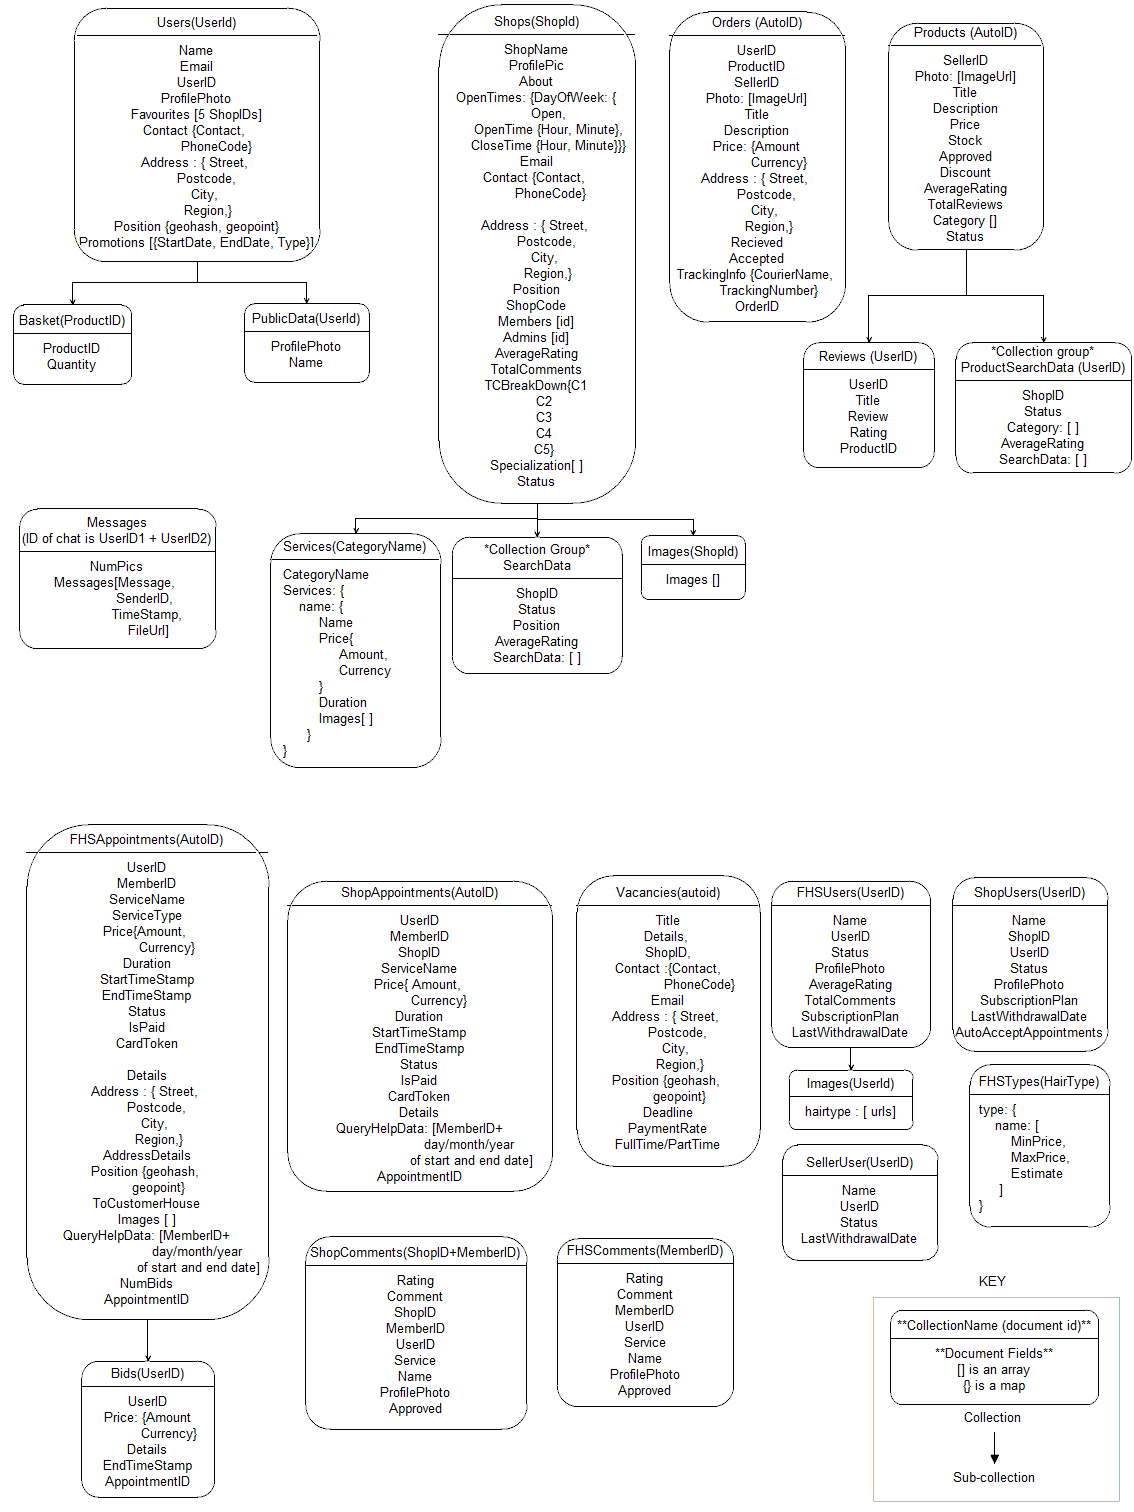 Users(UserId)
Name
Email
UserID
ProfilePhoto
Favourites [5 ShopIDs]
Contact {Contact,
PhoneCode}
Address : { Street,
Postcode,
City,
Region,}
Position {geohash, geopoint}
Promotions [{StartDate, EndDate, Type}]
Basket(ProductID)
ProductID
Quantity
PublicData(UserId)
ProfilePhoto
Name
Shops(ShopId)
ShopName
ProfilePic
About
OpenTimes: {DayOfWeek: {
Open,
OpenTime {Hour, Minute},
CloseTime {Hour, Minute}}}
Email
Contact {Contact,
PhoneCode}
Address : { Street,
Postcode,
City,
Region,}
Position
ShopCode
Members [id]
Admins [id]
AverageRating
TotalComments
TCBreakDown{C1
C2
C3
C4
C5}
Specialization[ ]
Status
Orders (AutoID)
UserID
ProductID
SellerID
Photo: [ImageUrl]
Title
Description
Price: {Amount
Currency}
Address : { Street,
Postcode,
City,
Region,}
Recieved
Accepted
TrackingInfo {CourierName,
TrackingNumber}
OrderID
Products (AutoID)
SellerID
Photo: [ImageUrl]
Title
Description
Price
Stock
Approved
Discount
AverageRating
TotalReviews
Category []
Status
Reviews (UserID)
UserID
Title
Review
Rating
ProductID
*Collection group*
ProductSearchData (UserID)
ShopID
Status
Category: [ ]
AverageRating
SearchData: [ ]
Messages
(ID of chat is UserID1 + UserID2)
NumPics
Messages[Message,
SenderID,
TimeStamp,
FileUrl]
Services(CategoryName)
CategoryName
Services: {
name: {
Name
Price{
Amount,
Currency
}
Duration
Images[ ]
}
}
*Collection Group*
SearchData
ShopID
Status
Position
AverageRating
SearchData: [ ]
Images(ShopId)
Images []
FHSAppointments(AutoID)
UserID
MemberID
ServiceName
ServiceType
Price{Amount,
Currency}
Duration
StartTimeStamp
EndTimeStamp
Status
IsPaid
CardToken
Details
Address : { Street,
Postcode,
City,
Region,}
AddressDetails
Position {geohash,
geopoint}
ToCustomerHouse
Images [ ]
QueryHelpData: [MemberID+
day/month/year
of start and end date]
NumBids
AppointmentID
Bids(UserID)
UserID
Price: {Amount
Currency}
Details
EndTimeStamp
AppointmentID
ShopAppointments(AutoID)
UserID
MemberID
ShopID
ServiceName
Price{ Amount,
Currency}
Duration
StartTimeStamp
EndTimeStamp
Status
IsPaid
CardToken
Details
QueryHelpData: [MemberID+
day/month/year
of start and end date]
AppointmentID
Vacancies(autoid)
Title
Details,
ShopID,
Contact :{Contact,
PhoneCode}
Email
Address : { Street,
Postcode,
City,
Region,}
Position {geohash,
geopoint}
Deadline
PaymentRate
FullTime/PartTime
FHSUsers(UserID)
Name
UserID
Status
ProfilePhoto
AverageRating
TotalComments
SubscriptionPlan
LastWithdrawalDate
Images(UserId)
hairtype : [ urls]
ShopUsers(UserID)
Name
ShopID
UserID
Status
ProfilePhoto
SubscriptionPlan
LastWithdrawalDate
AutoAcceptAppointments
FHSTypes(HairType)
type: {
name: [
MinPrice,
MaxPrice,
Estimate
]
}
SellerUser(UserID)
Name
UserID
Status
LastWithdrawalDate
ShopComments(ShopID+MemberID)
Rating
Comment
ShopID
MemberID
UserID
Service
Name
ProfilePhoto
Approved
FHSComments(MemberID)
Rating
Comment
MemberID
UserID
Service
Name
ProfilePhoto
Approved
KEY
**CollectionName (document id)**
**Document Fields**
[] is an array
{} is a map
Collection
Sub-collection